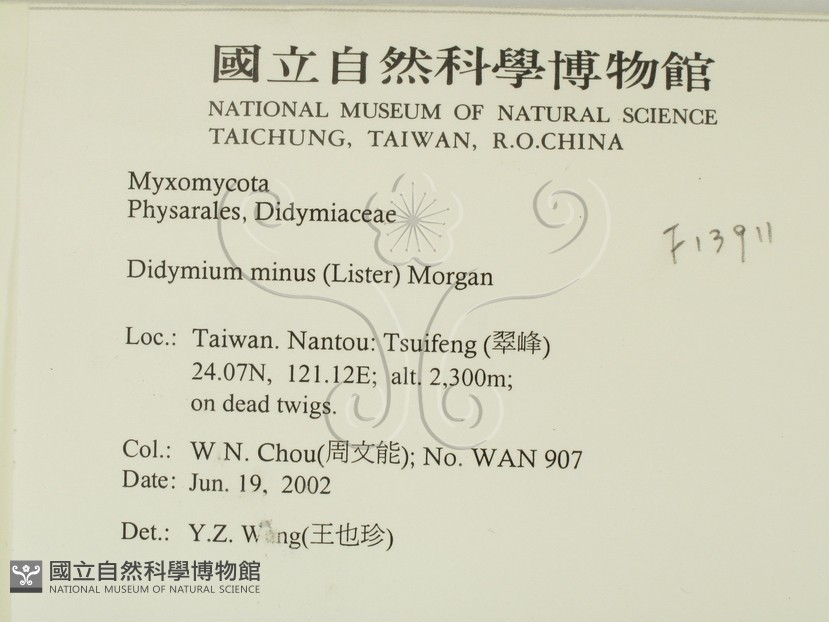 國立自然科學博物館
NATIONAL MUSEUM OF NATURAL SCIENCE
TAICHUNG, TAIWAN, R.O.CHINA
Myxomycota
Physarales, Didymiaceae
F13911
Didymium minus (Lister) Morgan
Loc.: Taiwan. Nantou: Tsuifeng (翠峰)
24.07N, 121.12E; alt. 2,300m;
on dead twigs.
Col.: W.N. Chou(周文能); No. WAN 907
Date: Jun. 19, 2002
Det.: Y.Z. Wang(王也珍)
國立自然科學博物館
NATIONAL MUSEUM OF NATURAL SCIENCE